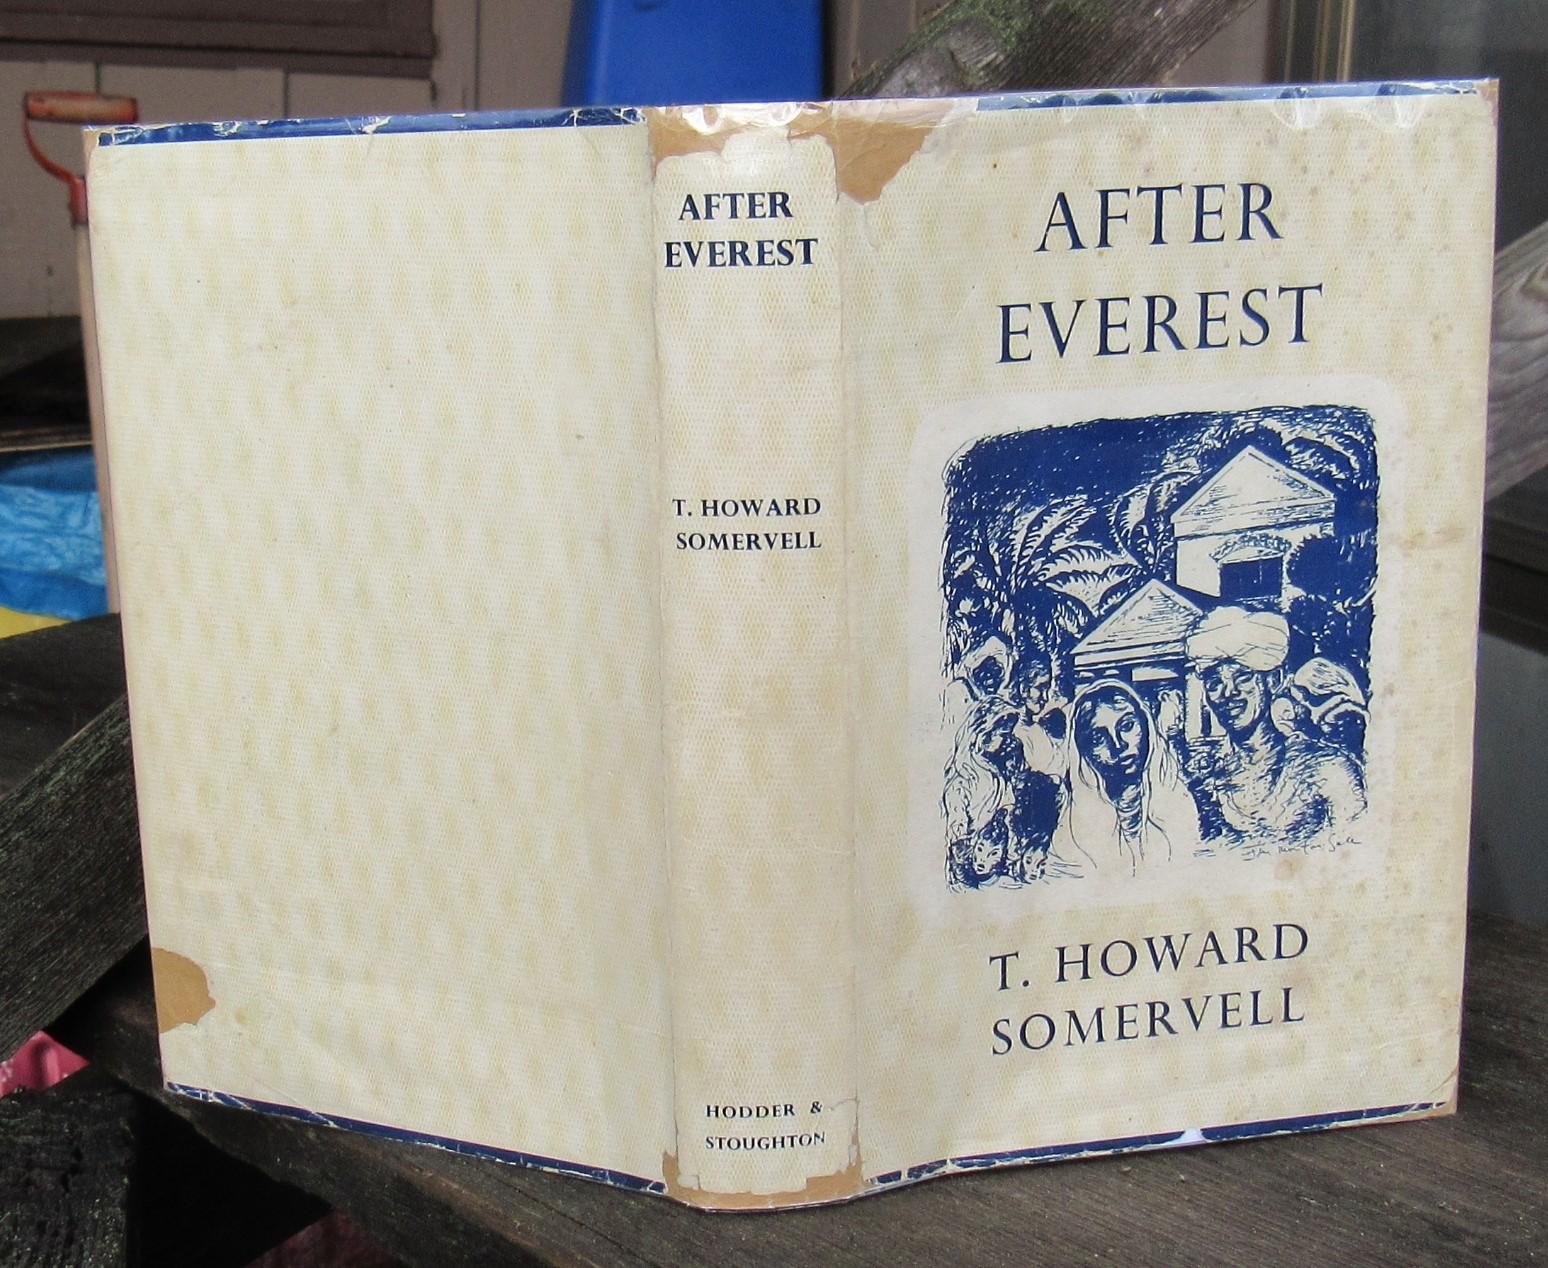 AFTER
EVEREST
T. HOWARD
SOMERVELL
HODDER &
STOUGHTON
AFTER
EVEREST
T. HOWARD
SOMERVELL